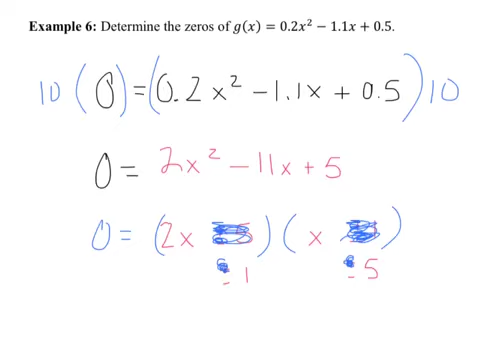 Example 6: Determine the zeros of g(x) = 0.2x² − 1.1x + 0.5.
10 ( 0 ) = ( 0.2x² - 1.1x + 0.5 ) 10
0 = 2x² - 11x + 5
0 = (2x ) ( x )
- 1 - 5